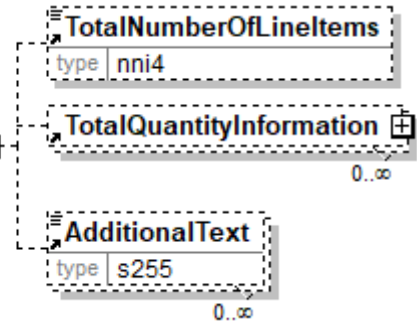 TotalNumberOfLineItems
type nni4
TotalQuantityInformation
0..∞
AdditionalText
type s255
0..∞